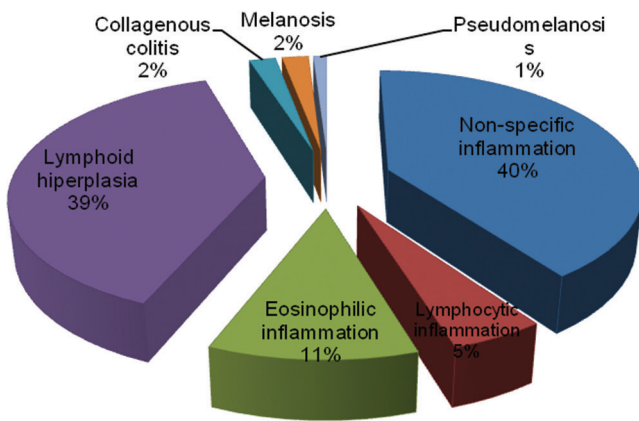 Collagenous
colitis
2%
Melanosis
2%
Pseudomelanosi
s
1%
Non-specific
inflammation
40%
Lymphoid
hiperplasia
39%
Eosinophilic
inflammation
11%
Lymphocytic
inflammation
5%